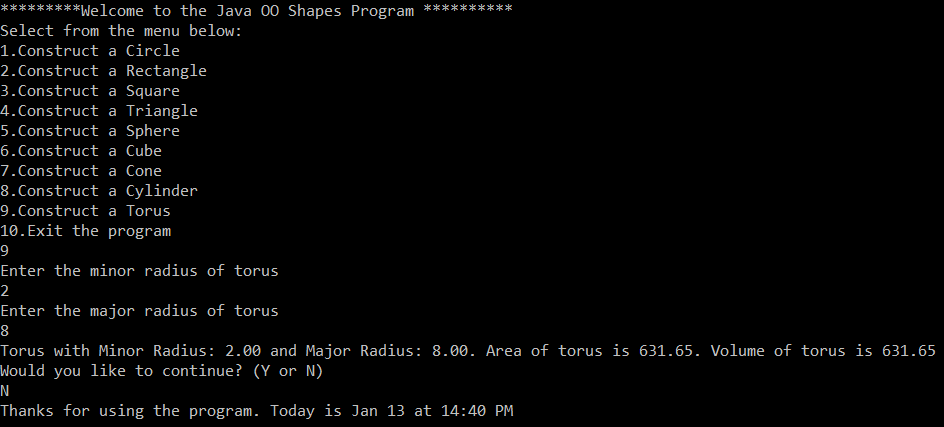 *********Welcome to the Java OO Shapes Program **********
Select from the menu below:
1.Construct a Circle
2.Construct a Rectangle
3.Construct a Square
4.Construct a Triangle
5.Construct a Sphere
6.Construct a Cube
7.Construct a Cone
8.Construct a Cylinder
9.Construct a Torus
10.Exit the program
9
Enter the minor radius of torus
2
Enter the major radius of torus
8
Torus with Minor Radius: 2.00 and Major Radius: 8.00. Area of torus is 631.65. Volume of torus is 631.65
Would you like to continue? (Y or N)
N
Thanks for using the program. Today is Jan 13 at 14:40 PM